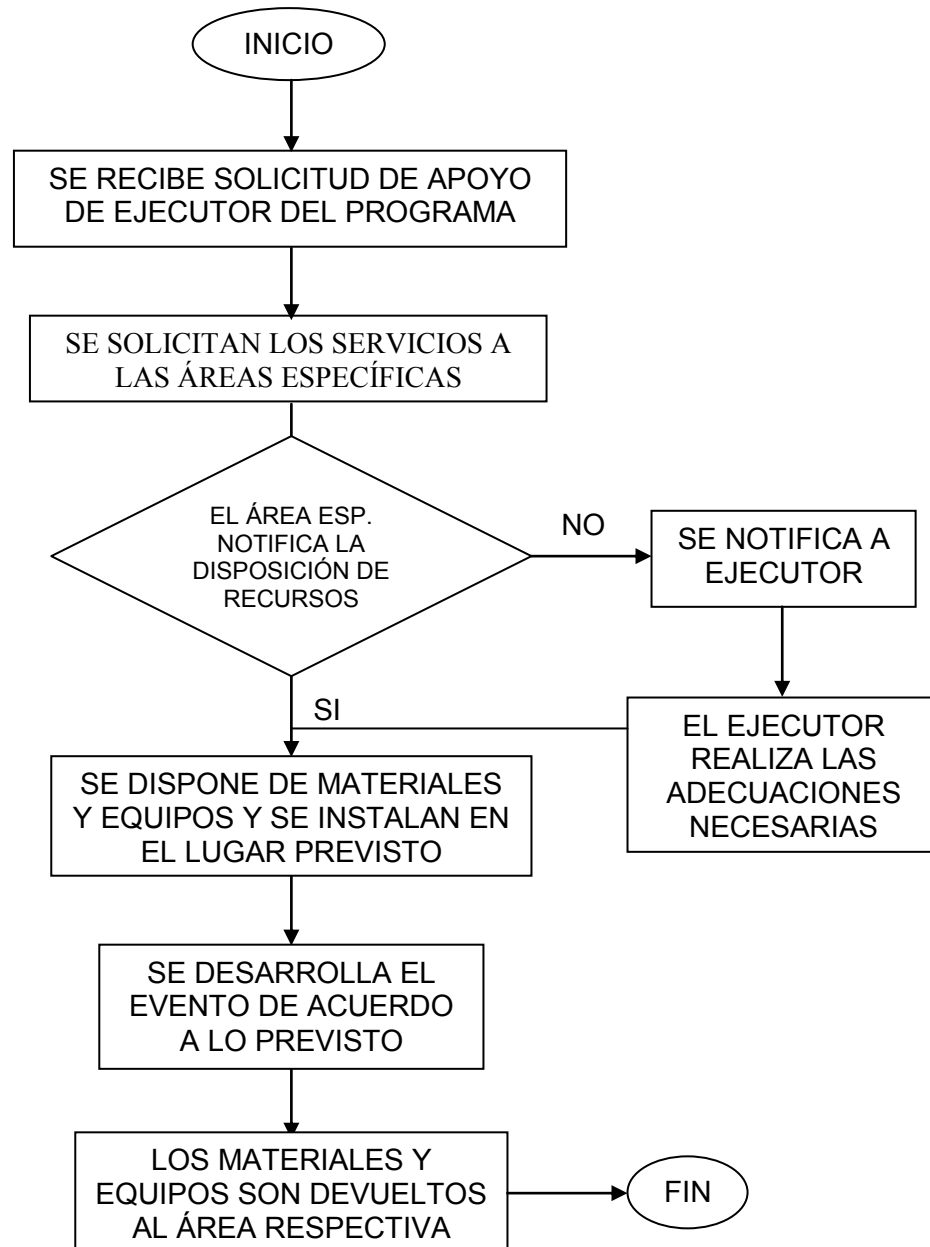 INICIO
SE RECIBE SOLICITUD DE APOYO
DE EJECUTOR DEL PROGRAMA
SE SOLICITAN LOS SERVICIOS A
LAS ÁREAS ESPECÍFICAS
EL ÁREA ESP.
NOTIFICA LA
DISPOSICIÓN DE
RECURSOS
NO
SE NOTIFICA A
EJECUTOR
SI
EL EJECUTOR
REALIZA LAS
ADECUACIONES
NECESARIAS
SE DISPONE DE MATERIALES
Y EQUIPOS Y SE INSTALAN EN
EL LUGAR PREVISTO
SE DESARROLLA EL
EVENTO DE ACUERDO
A LO PREVISTO
LOS MATERIALES Y
EQUIPOS SON DEVUELTOS
AL ÁREA RESPECTIVA
FIN